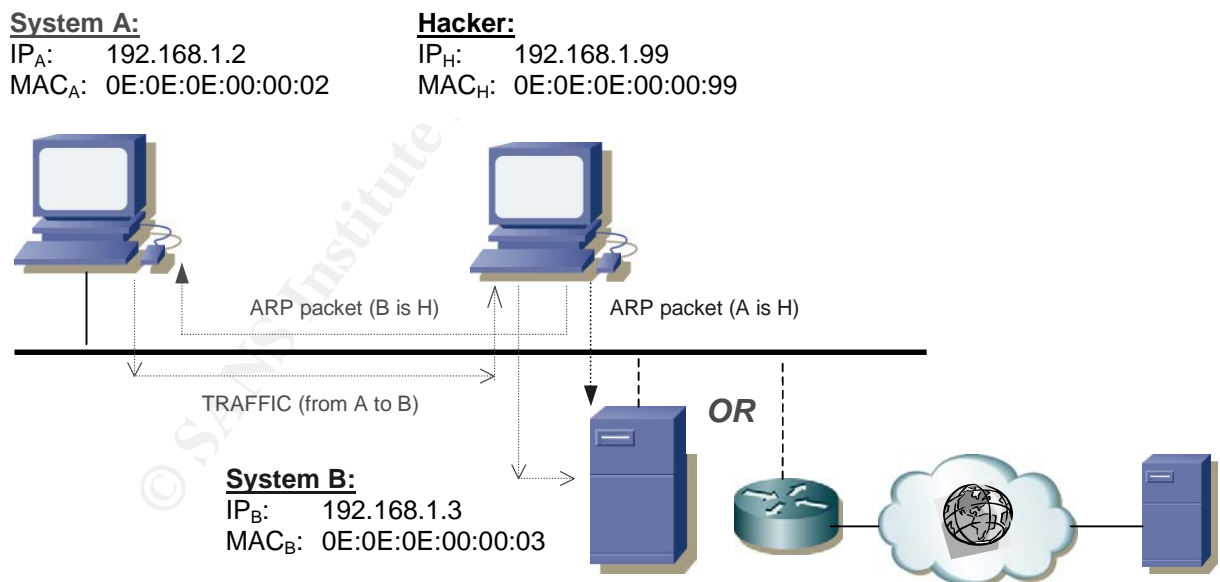 System A:
IPA: 192.168.1.2
MACA: 0E:0E:0E:00:00:02
Hacker:
IPH: 192.168.1.99
MACH: 0E:0E:0E:00:00:99
ARP packet (B is H)
ARP packet (A is H)
TRAFFIC (from A to B)
OR
System B:
IPB: 192.168.1.3
MACB: 0E:0E:0E:00:00:03
© SANS Institute